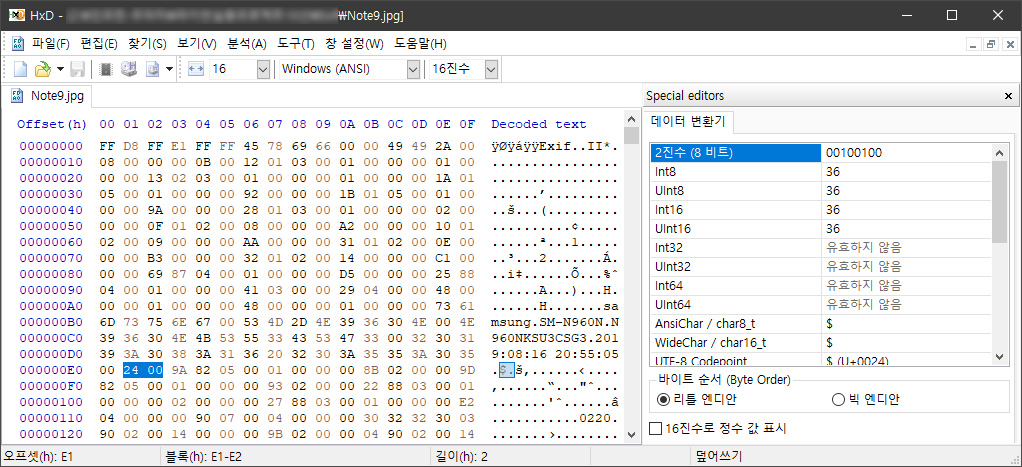 HxD - \Note9.jpg]
파일(F) 편집(E) 찾기(S) 보기(V) 분석(A) 도구(T) 창 설정(W) 도움말(H)
16 Windows (ANSI) 16진수
Note9.jpg
Offset(h) 00 01 02 03 04 05 06 07 08 09 0A 0B 0C 0D 0E 0F Decoded text
00000000 FF D8 FF E1 FF FF 45 78 69 66 00 00 49 49 2A 00 ÿØÿáÿÿExif..II*.
00000010 08 00 00 00 0B 00 12 01 03 00 01 00 00 00 00 00 ................
00000020 00 00 13 02 03 00 01 00 00 00 01 00 00 00 1A 01 ................
00000030 05 00 01 00 00 00 92 00 00 00 1B 01 05 00 01 00 ......’.........
00000040 00 00 9A 00 00 00 28 01 03 00 01 00 00 00 02 00 ..š...(.........
00000050 00 00 0F 01 02 00 08 00 00 00 A2 00 00 00 10 01 ..........¢.....
00000060 02 00 09 00 00 00 AA 00 00 00 31 01 02 00 0E 00 ......ª...1.....
00000070 00 00 B3 00 00 00 32 01 02 00 14 00 00 00 C1 00 ..³...2.......Á.
00000080 00 00 69 87 04 00 01 00 00 00 D5 00 00 00 25 88 ..i‡......Õ...%ˆ
00000090 04 00 01 00 00 00 41 03 00 00 29 04 00 00 48 00 ......A...)...H.
000000A0 00 00 01 00 00 00 48 00 00 00 01 00 00 00 73 61 ......H.......sa
000000B0 6D 73 75 6E 67 00 53 4D 2D 4E 39 36 30 4E 00 4E msung.SM-N960N.N
000000C0 39 36 30 4E 4B 53 55 33 43 53 47 33 00 32 30 31 960NKSU3CSG3.201
000000D0 39 3A 30 38 3A 31 36 20 32 30 3A 35 35 3A 30 35 9:08:16 20:55:05
000000E0 00 24 00 9A 82 05 00 01 00 00 00 8B 02 00 00 9D .$.š‚......‹....
000000F0 82 05 00 01 00 00 00 93 02 00 00 22 88 03 00 01 ‚......“..."ˆ...
00000100 00 00 00 02 00 00 00 27 88 03 00 01 00 00 00 E2 .......'ˆ......â
00000110 04 00 00 00 90 07 00 04 00 00 00 30 32 32 30 03 ...........0220.
00000120 90 02 00 14 00 00 00 9B 02 00 00 04 90 02 00 14 .......›........
Special editors
데이터 변환기
2진수 (8 비트) 00100100
Int8 36
UInt8 36
Int16 36
UInt16 36
Int32 유효하지 않음
UInt32 유효하지 않음
Int64 유효하지 않음
UInt64 유효하지 않음
AnsiChar / char8_t $
WideChar / char16_t $
UTF-8 Codepoint $ (U+0024)
바이트 순서 (Byte Order)
리틀 엔디안 빅 엔디안
16진수로 정수 값 표시
오프셋(h): E1 블록(h): E1-E2 길이(h): 2 덮어쓰기